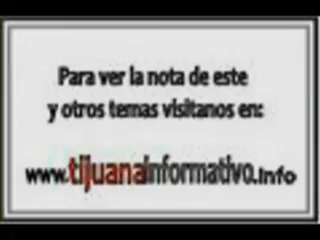 Para ver la nota de este
y otros temas visitanos en:
www.tijuanainformativo.info